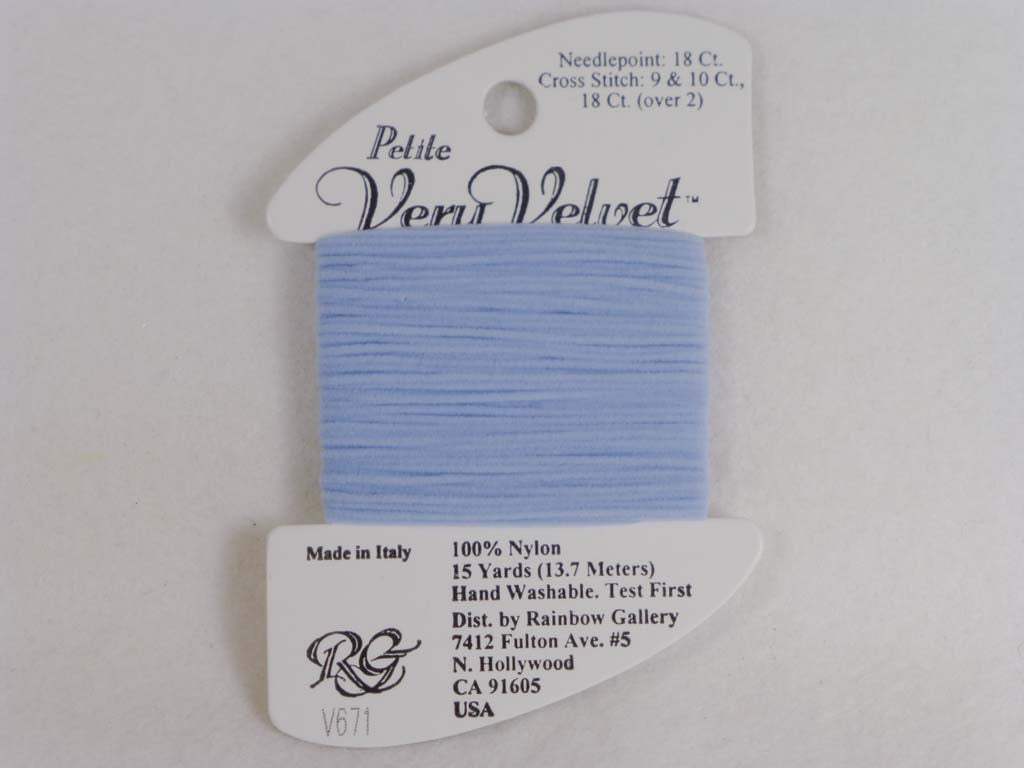 Needlepoint: 18 Ct.
Cross Stitch: 9 & 10 Ct.,
18 Ct. (over 2)
Petite
Very Velvet™
Made in Italy
100% Nylon
15 Yards (13.7 Meters)
Hand Washable. Test First
Dist. by Rainbow Gallery
7412 Fulton Ave. #5
N. Hollywood
CA 91605
USA
RG
V671